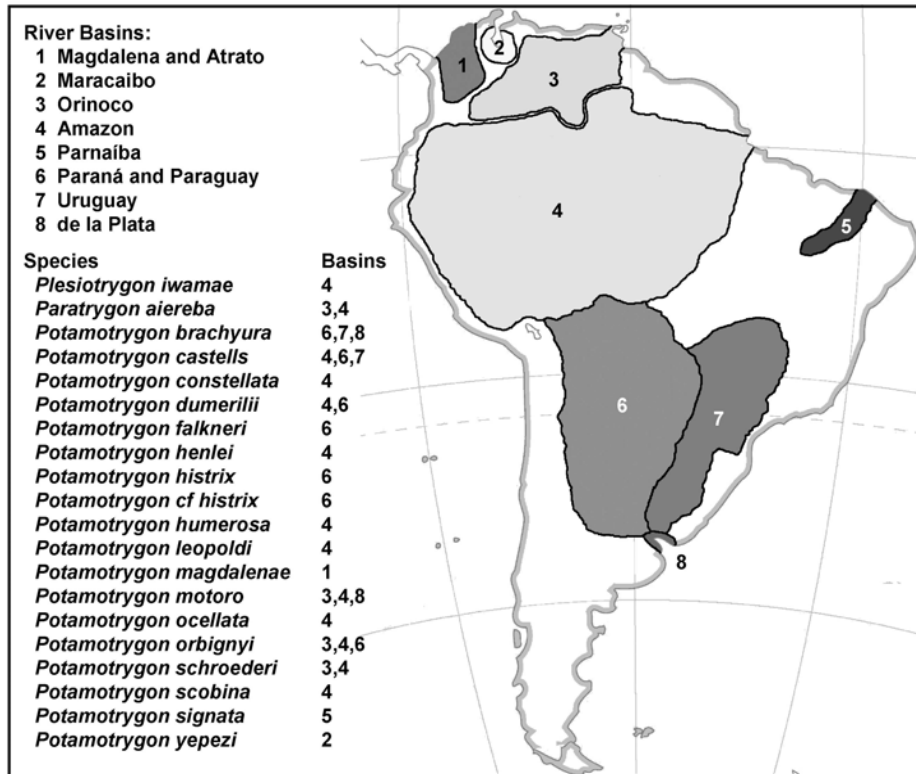 River Basins:
1 Magdalena and Atrato
2 Maracaibo
3 Orinoco
4 Amazon
5 Parnaíba
6 Paraná and Paraguay
7 Uruguay
8 de la Plata
Species Basins
Plesiotrygon iwamae 4
Paratrygon aiereba 3,4
Potamotrygon brachyura 6,7,8
Potamotrygon castells 4,6,7
Potamotrygon constellata 4
Potamotrygon dumerilii 4,6
Potamotrygon falkneri 6
Potamotrygon henlei 4
Potamotrygon histrix 6
Potamotrygon cf histrix 6
Potamotrygon humerosa 4
Potamotrygon leopoldi 4
Potamotrygon magdalenae 1
Potamotrygon motoro 3,4,8
Potamotrygon ocellata 4
Potamotrygon orbignyi 3,4,6
Potamotrygon schroederi 3,4
Potamotrygon scobina 4
Potamotrygon signata 5
Potamotrygon yepezi 2
1
2
3
4
5
6
7
8